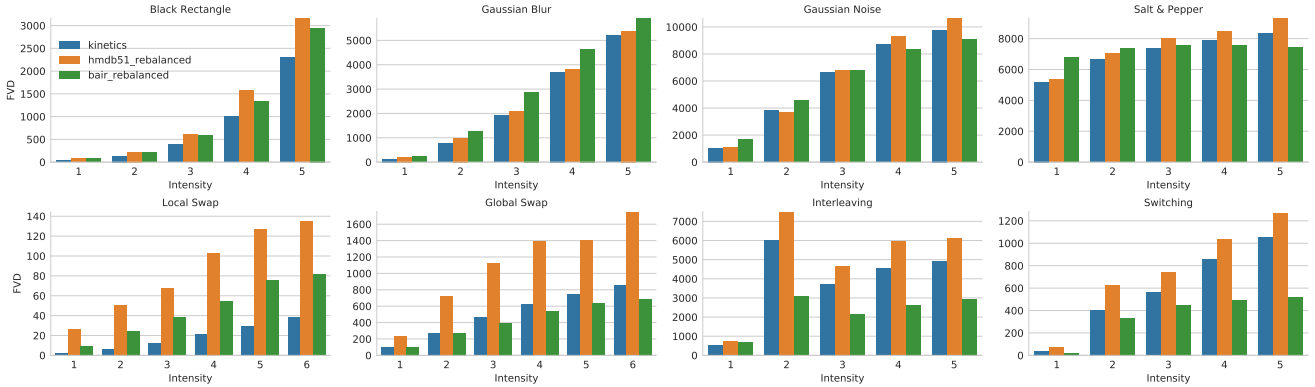 Black Rectangle
3000
2500
2000
1500
1000
500
0
FVD
kinetics
hmdb51_rebalanced
bair_rebalanced
1 2 3 4 5
Intensity
Gaussian Blur
5000
4000
3000
2000
1000
0
1 2 3 4 5
Intensity
Gaussian Noise
10000
8000
6000
4000
2000
0
1 2 3 4 5
Intensity
Salt & Pepper
8000
6000
4000
2000
0
1 2 3 4 5
Intensity
Local Swap
140
120
100
80
60
40
20
0
FVD
1 2 3 4 5 6
Intensity
Global Swap
1600
1400
1200
1000
800
600
400
200
0
1 2 3 4 5 6
Intensity
Interleaving
7000
6000
5000
4000
3000
2000
1000
0
1 2 3 4 5
Intensity
Switching
1200
1000
800
600
400
200
0
1 2 3 4 5
Intensity